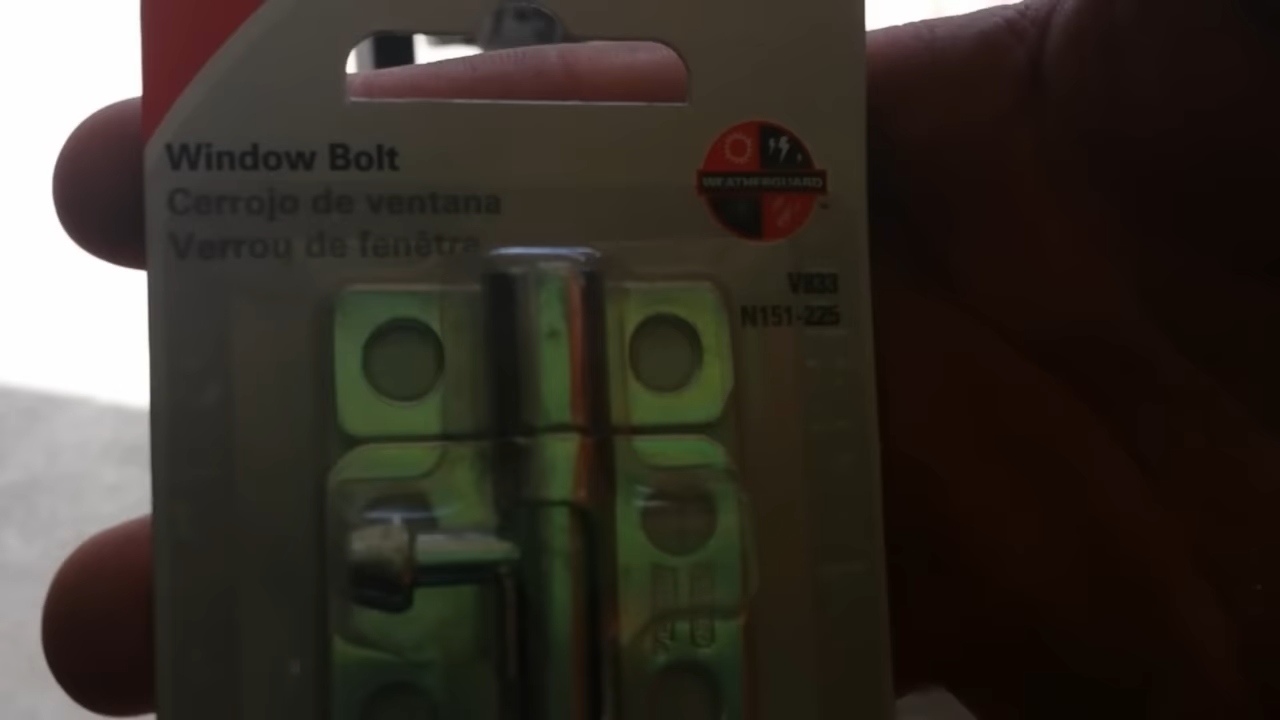 Window Bolt
Cerrojo de ventana
Verrou de fenêtre
WEATHERGUARD
V833
N151-225